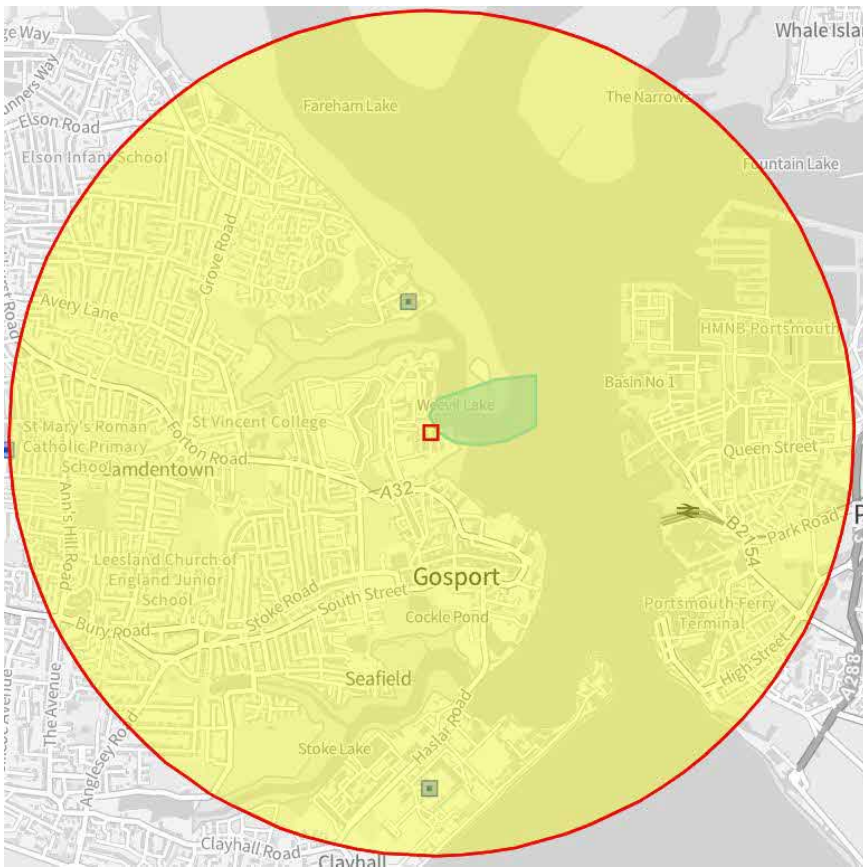 Whale Islan
ge Way
unners Way
Fareham Lake
The Narrows
Elson Road
Elson Infant School
Fountain Lake
Grove Road
Avery Lane
HMNB Portsmouth
Basin No 1
Weevil Lake
St Vincent College
St Mary's Roman
Catholic Primary
School
Forton Road
Camdentown
Queen Street
A32
P
B2154
Park Road
Ann's Hill Road
Leesland Church of
England Junior
School
Gosport
Stoke Road
South Street
Cockle Pond
Portsmouth Ferry
Terminal
Bury Road
High Street
Seafield
A288
The Avenue
Anglesey Road
Haslar Road
Stoke Lake
Clayhall Road
Clayhall